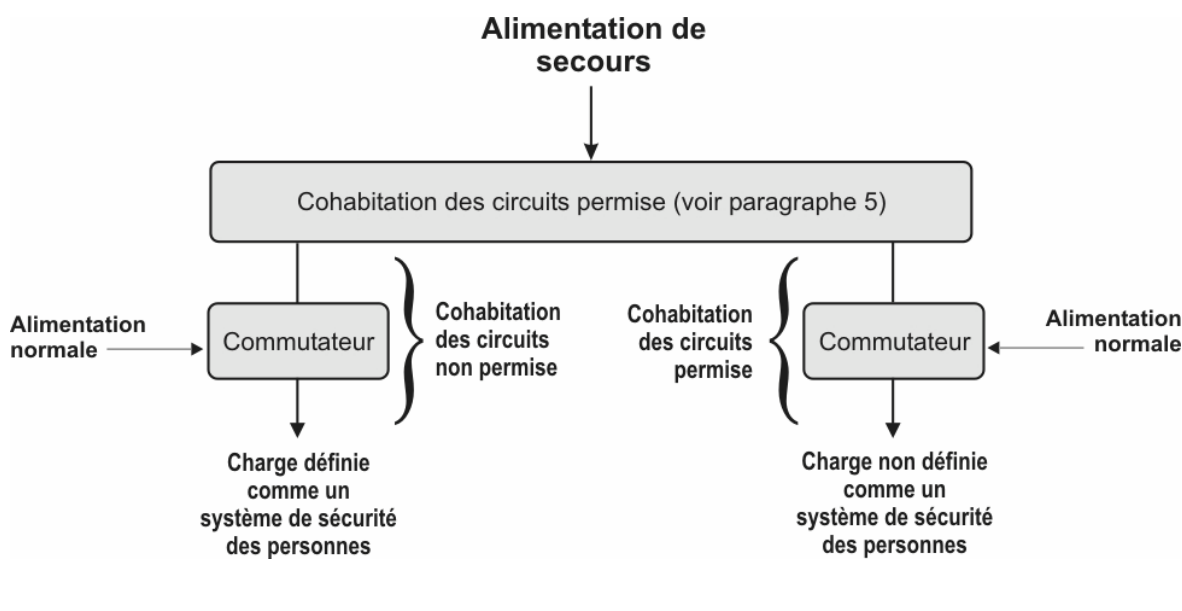 Alimentation de
secours
Cohabitation des circuits permise (voir paragraphe 5)
Alimentation
normale
Commutateur
Cohabitation
des circuits
non permise
Cohabitation
des circuits
permise
Commutateur
Alimentation
normale
Charge définie
comme un
système de sécurité
des personnes
Charge non définie
comme un
système de sécurité
des personnes